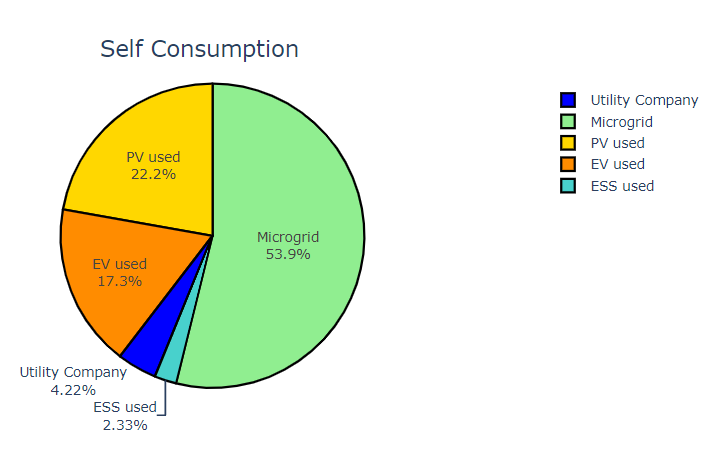 Self Consumption
PV used
22.2%
Microgrid
53.9%
EV used
17.3%
Utility Company
4.22%
ESS used
2.33%
Utility Company
Microgrid
PV used
EV used
ESS used